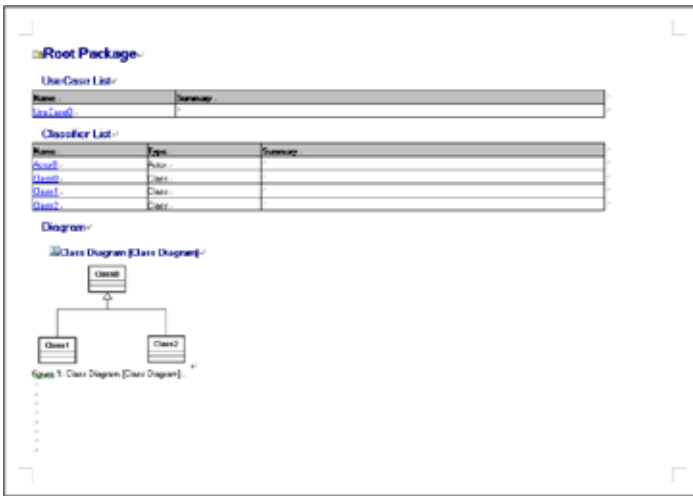 Root Package
UseCase List
Name Summary
UseCase0
Classifier List
Name Type Summary
Actor0 Actor
Class0 Class
Class1 Class
Class2 Class
Diagram
Class Diagram [Class Diagram]
Class0
Class1 Class2
figure 1: Class Diagram [Class Diagram]